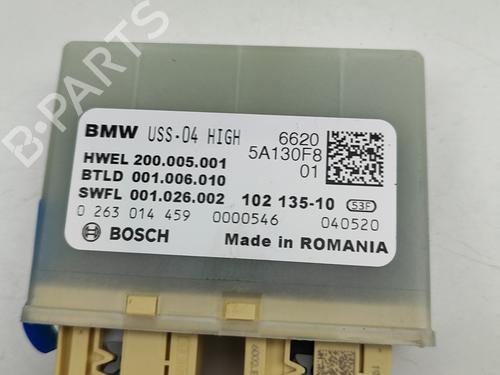 BMW USS-04 HIGH 6620
5A130F8
01
HWEL 200.005.001
BTLD 001.006.010
SWFL 001.026.002 102 135-10 S3F
0 263 014 459 0000546 040520
BOSCH Made in ROMANIA
B-PARTS